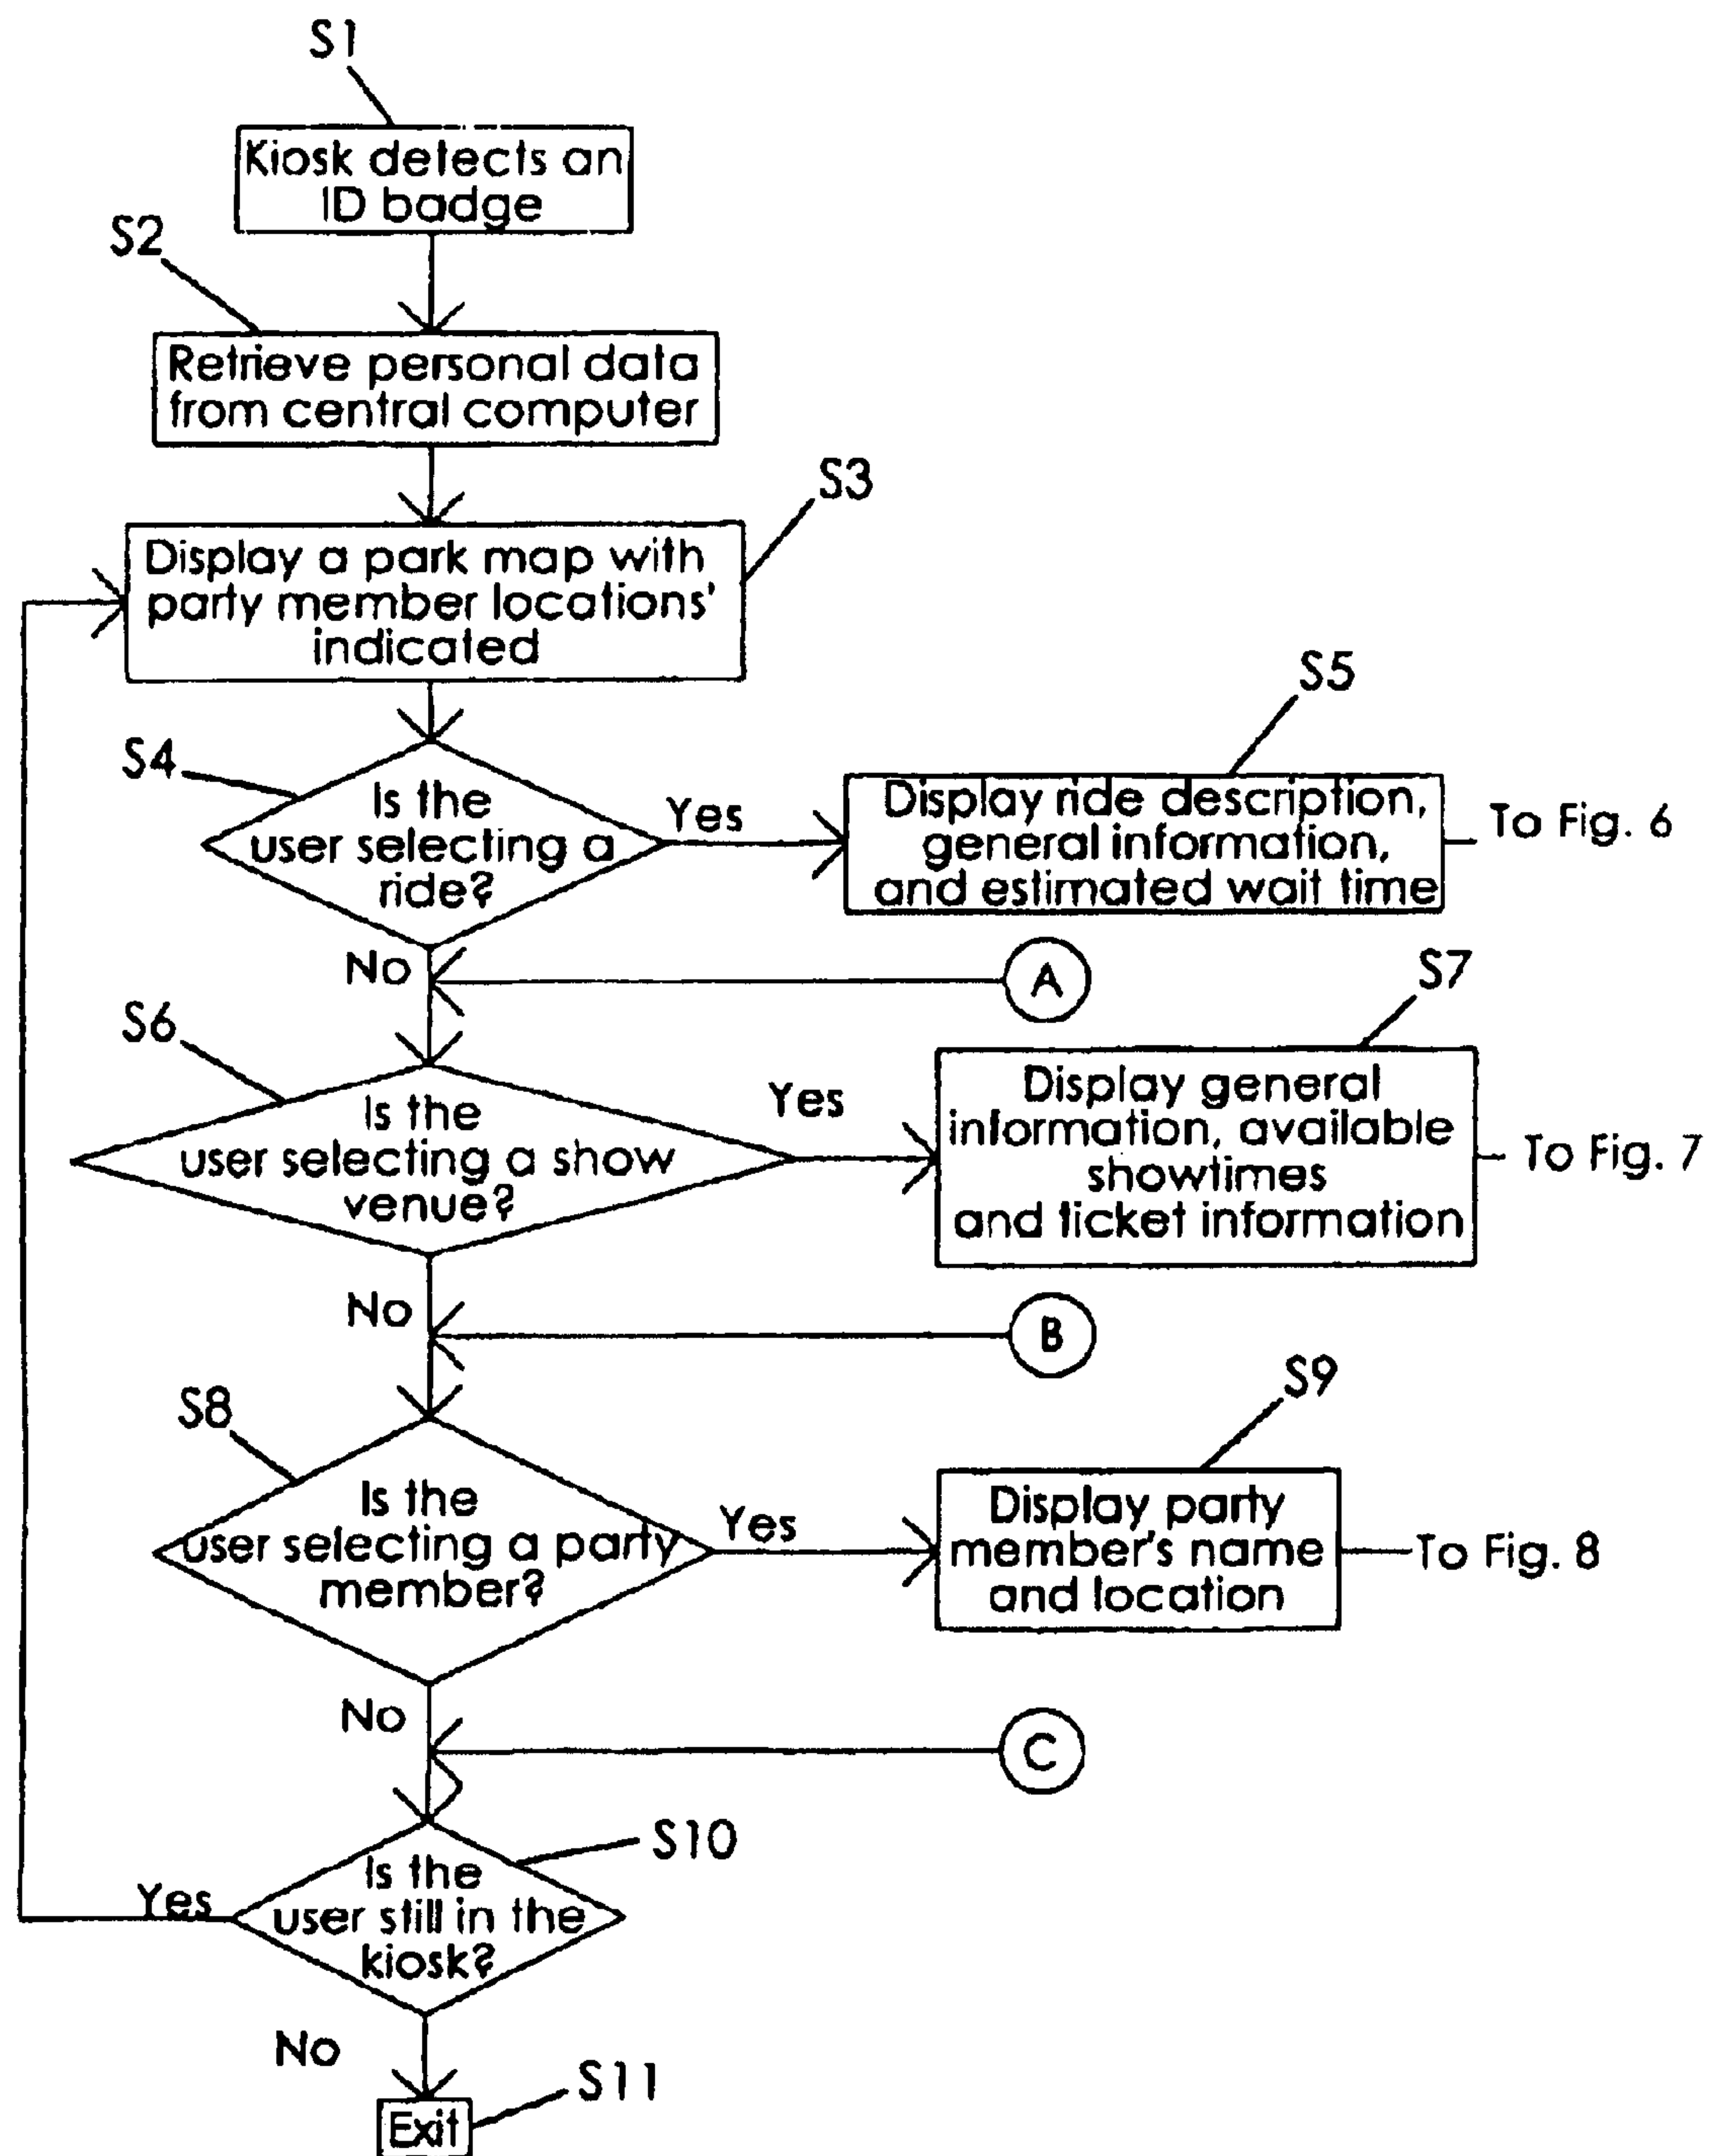 S1
Kiosk detects an
ID badge
S2
Retrieve personal data
from central computer
S3
Display a park map with
party member locations'
indicated
S4
Is the
user selecting a
ride?
Yes
S5
Display ride description,
general information,
and estimated wait time
To Fig. 6
No
A
S6
Is the
user selecting a show
venue?
Yes
S7
Display general
information, available
showtimes
and ticket information
To Fig. 7
No
B
S8
Is the
user selecting a party
member?
Yes
S9
Display party
member's name
and location
To Fig. 8
No
C
S10
Is the
user still in the
kiosk?
Yes
No
S11
Exit